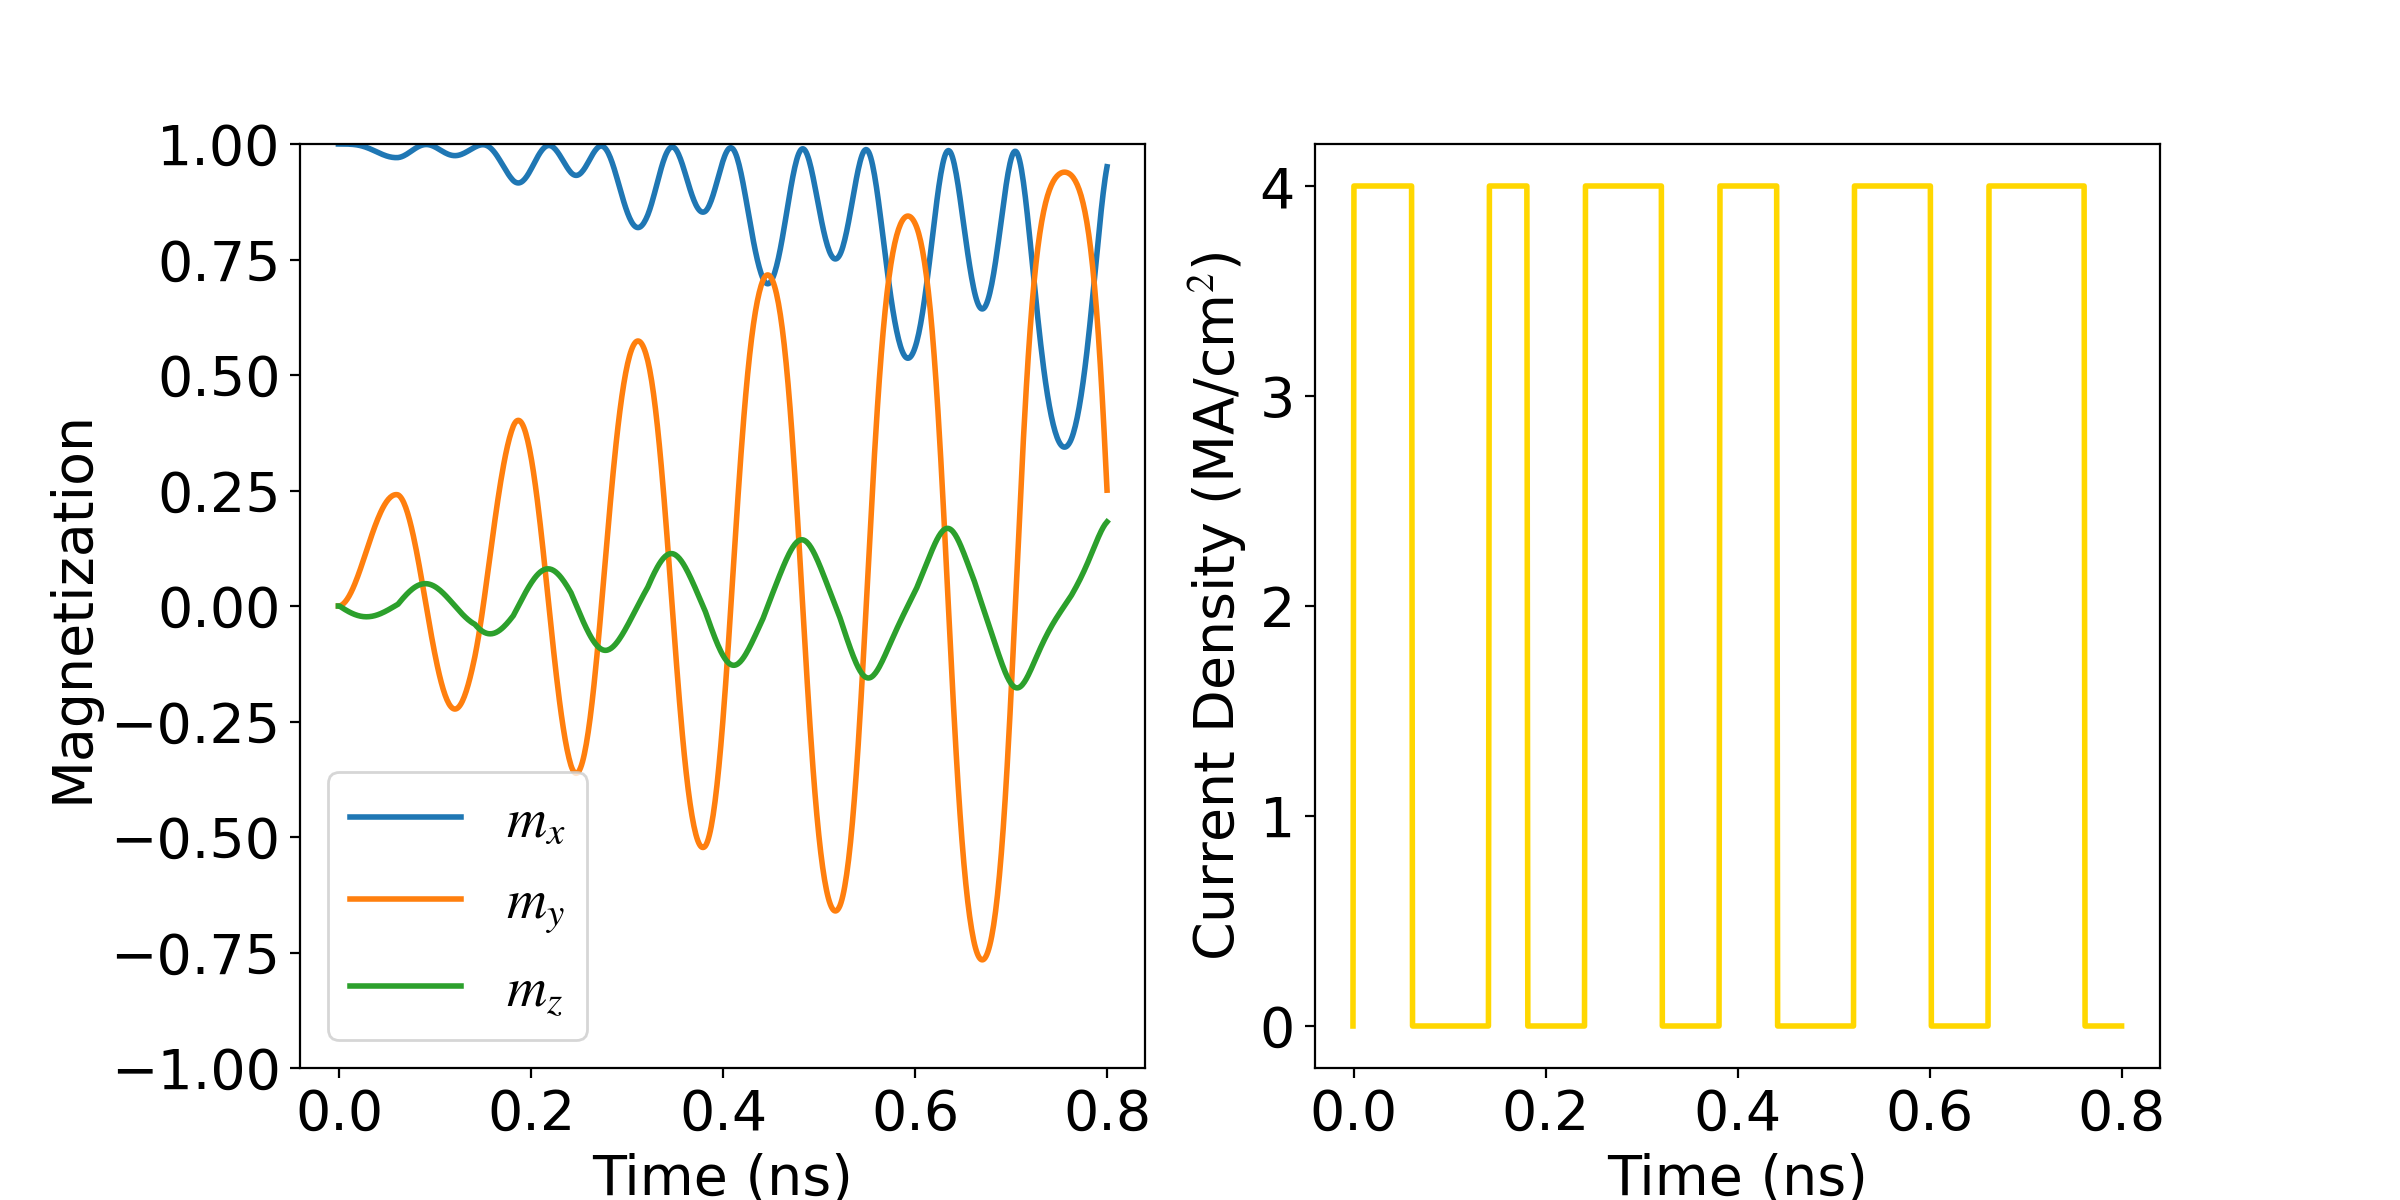 Magnetization
1.00
0.75
0.50
0.25
0.00
−0.25
−0.50
−0.75
−1.00
m_x
m_y
m_z
0.0 0.2 0.4 0.6 0.8
Time (ns)
Current Density (MA/cm²)
4
3
2
1
0
0.0 0.2 0.4 0.6 0.8
Time (ns)